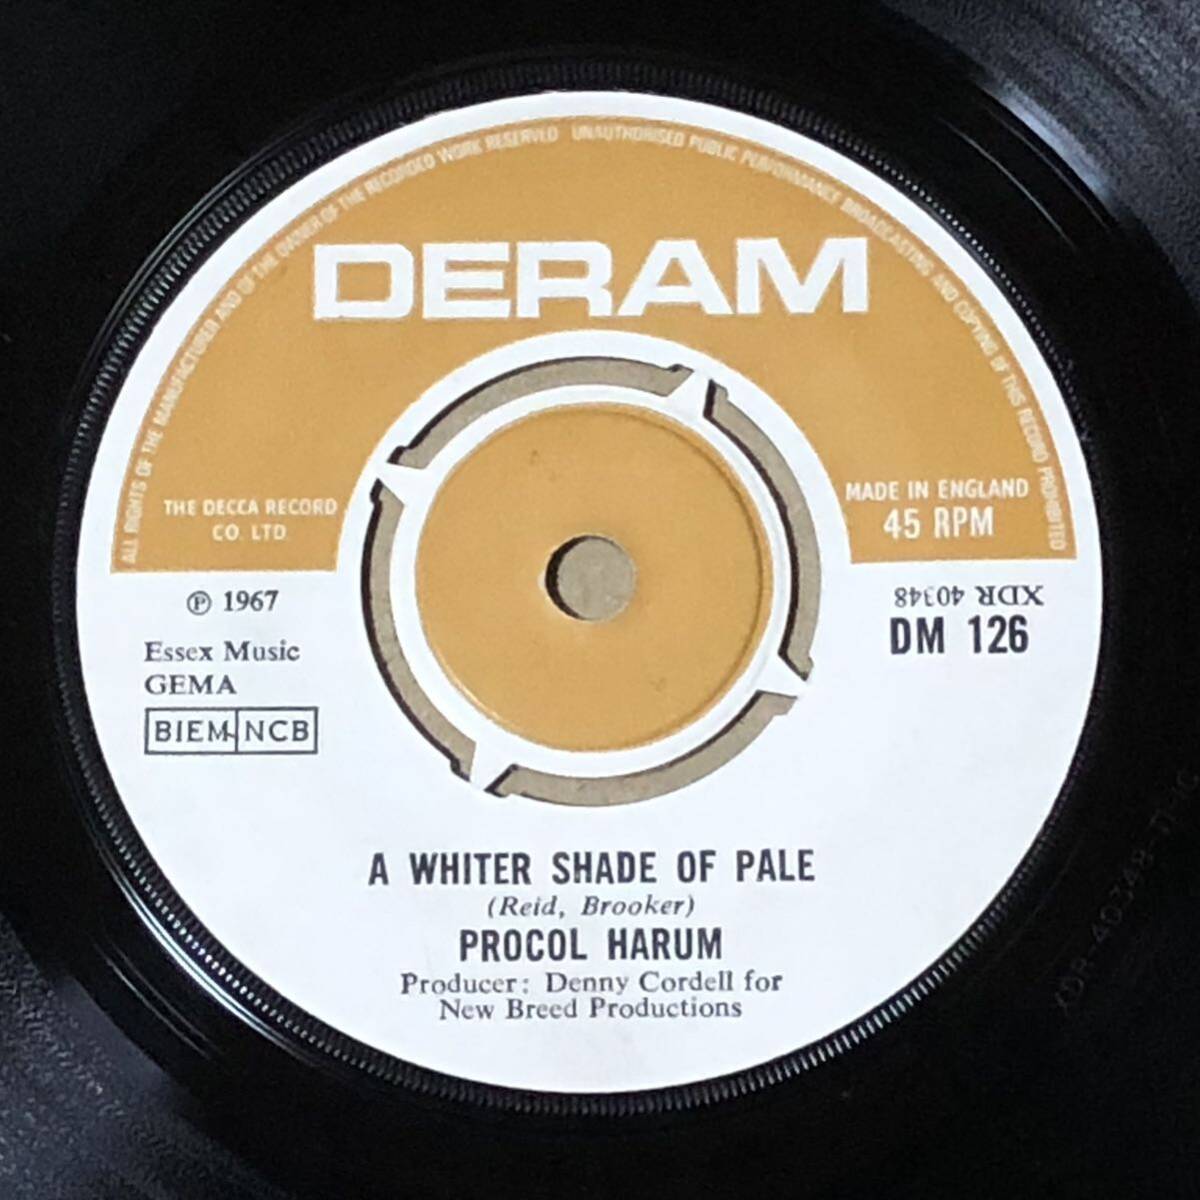 ALL RIGHTS OF THE MANUFACTURER AND OF THE OWNER OF THE RECORDED WORK RESERVED UNAUTHORISED PUBLIC PERFORMANCE BROADCASTING AND COPYING OF THIS RECORD PROHIBITED
DERAM
THE DECCA RECORD
CO. LTD
MADE IN ENGLAND
45 RPM
℗ 1967
Essex Music
GEMA
BIEM NCB
XDR 40348
DM 126
A WHITER SHADE OF PALE
(Reid, Brooker)
PROCOL HARUM
Producer: Denny Cordell for
New Breed Productions